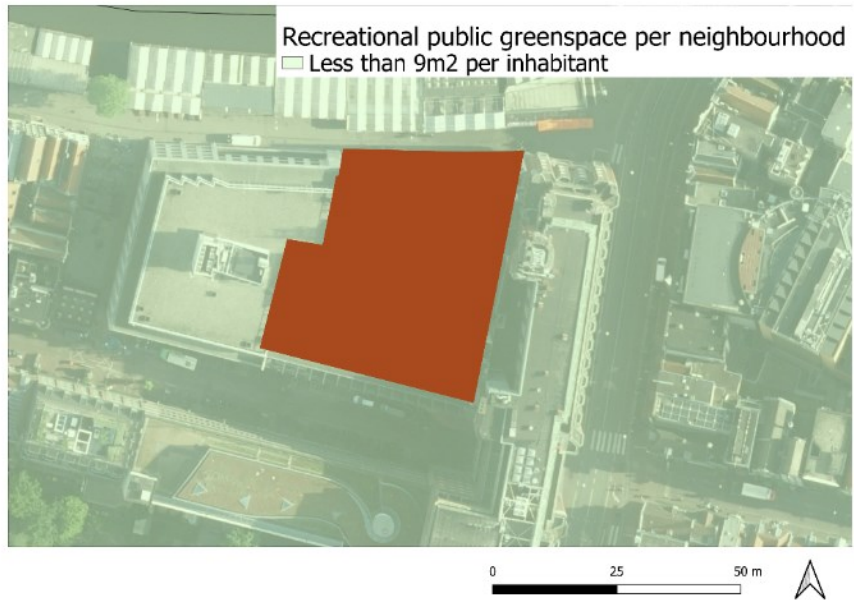 Recreational public greenspace per neighbourhood
Less than 9m2 per inhabitant
0 25 50 m